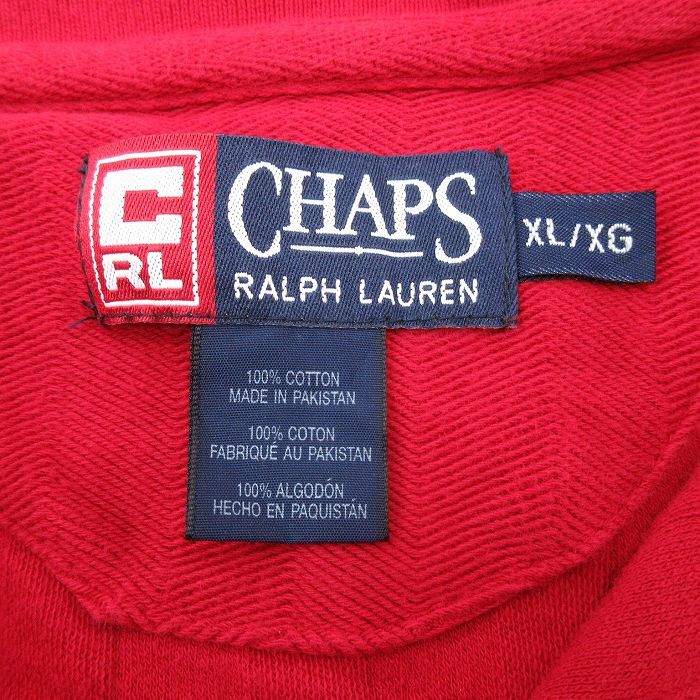 C
RL
CHAPS
RALPH LAUREN
XL/XG
100% COTTON
MADE IN PAKISTAN
100% COTON
FABRIQUÉ AU PAKISTAN
100% ALGODÓN
HECHO EN PAQUISTÁN